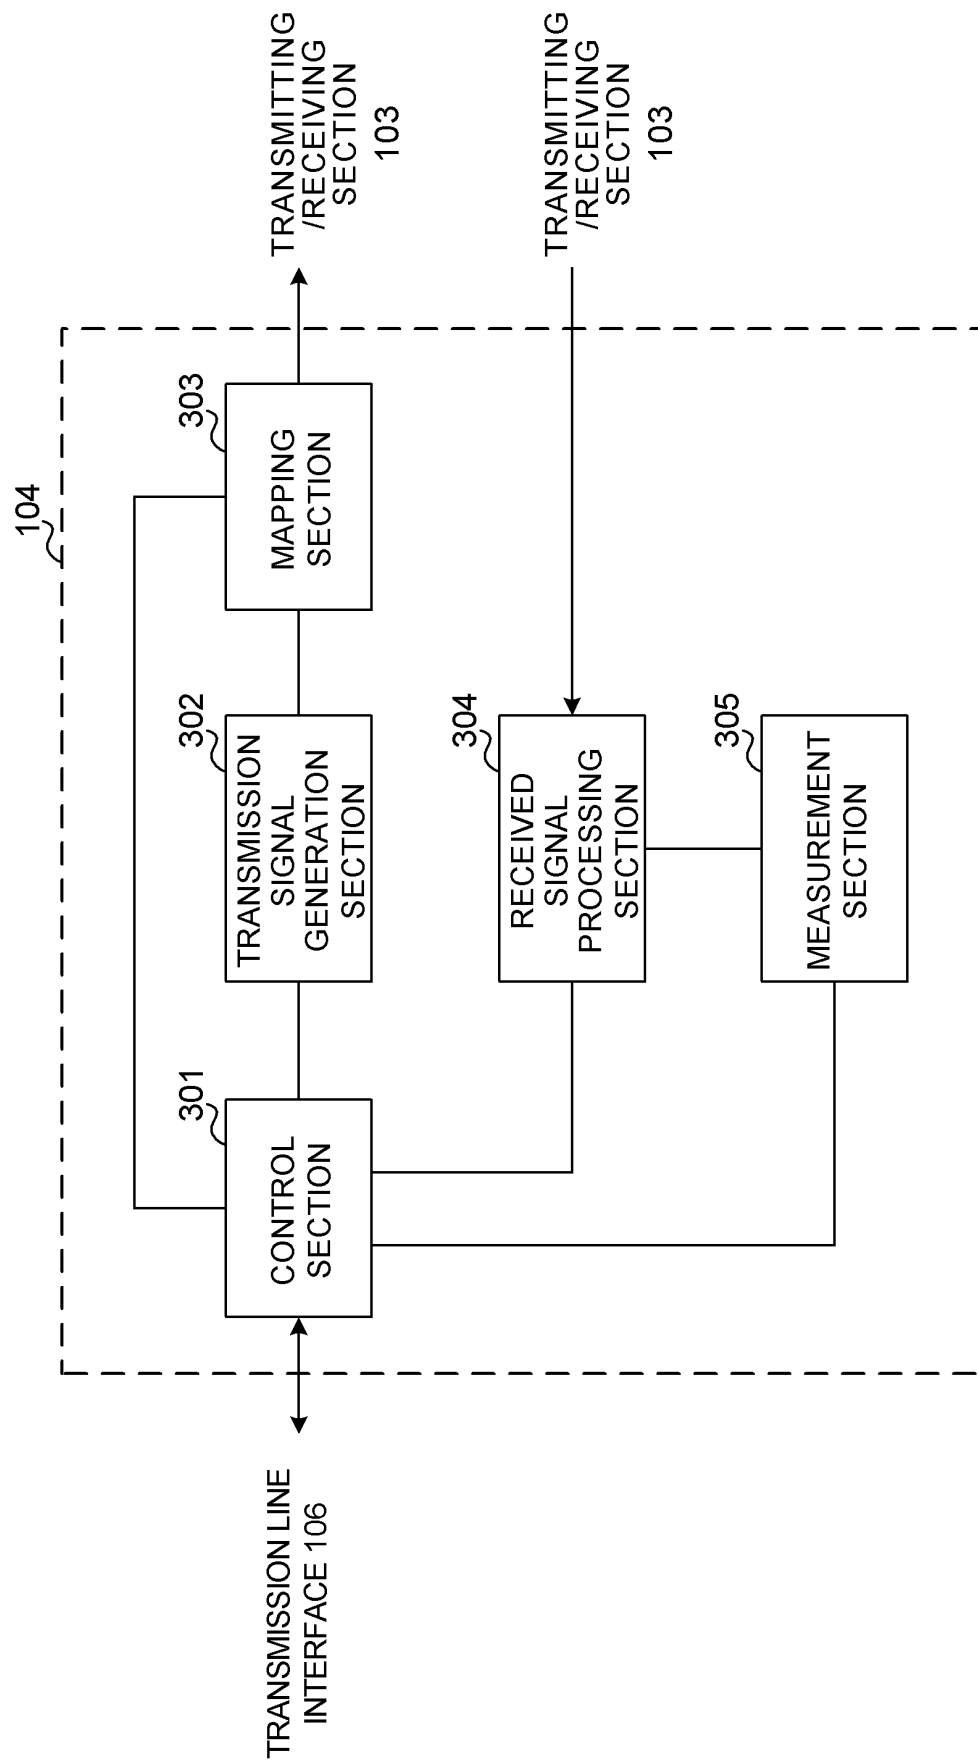 104
303
TRANSMITTING
/RECEIVING
SECTION
103
MAPPING
SECTION
302
TRANSMISSION
SIGNAL
GENERATION
SECTION
301
CONTROL
SECTION
TRANSMISSION LINE
INTERFACE 106
TRANSMITTING
/RECEIVING
SECTION
103
304
RECEIVED
SIGNAL
PROCESSING
SECTION
305
MEASUREMENT
SECTION